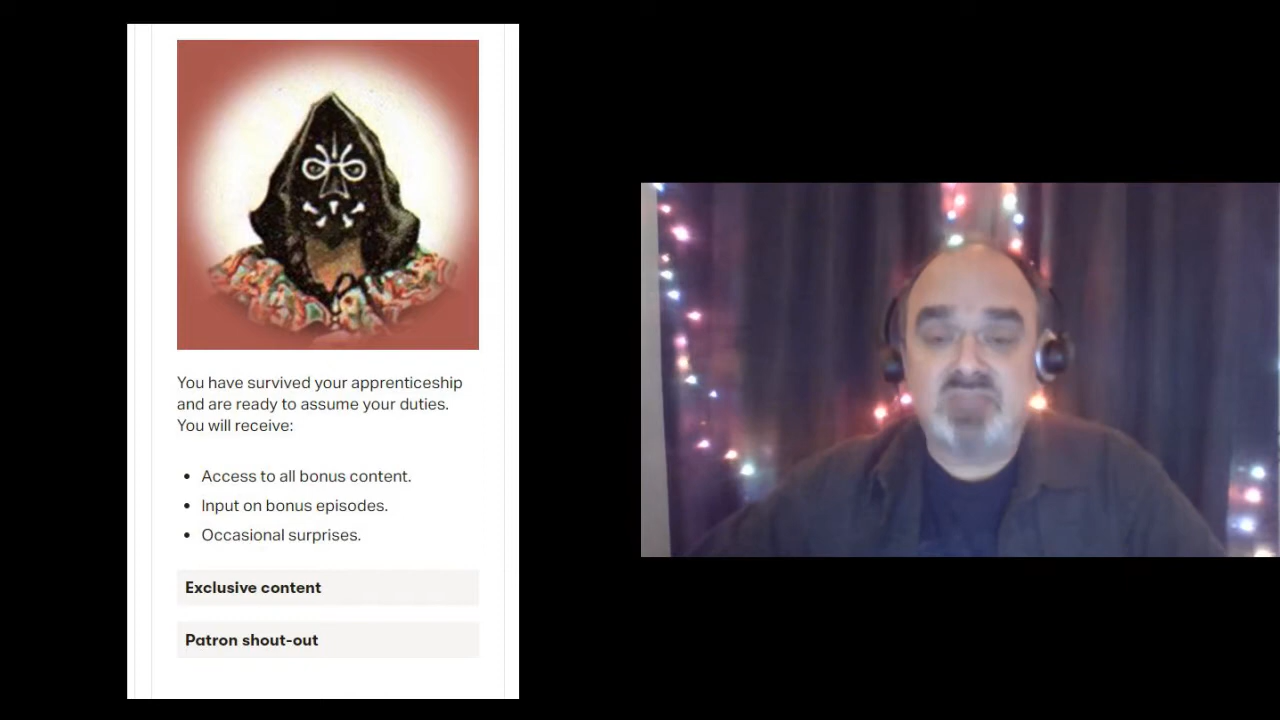 You have survived your apprenticeship
and are ready to assume your duties.
You will receive:
• Access to all bonus content.
• Input on bonus episodes.
• Occasional surprises.
Exclusive content
Patron shout-out